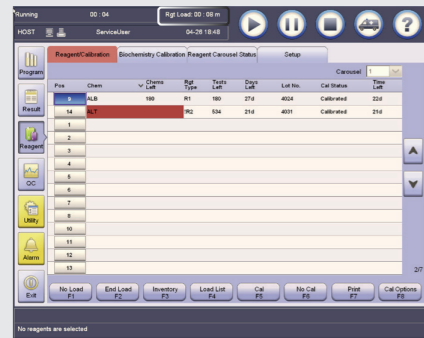 Running 00 : 04 Rgt Load: 00 : 08 m
HOST ServiceUser 04-26 18:48
?
Reagent/Calibration Biochemistry Calibration Reagent Carousel Status Setup
Program
Carousel 1
Pos Chem Chems Left Rgt Type Tests Left Days Left Lot No. Cal Status Time Left
9 ALB 180 R1 180 27d 4024 Calibrated 22d
14 ALT !R2 534 21d 4031 Calibrated 21d
1
2
3
4
5
6
7
8
10
11
12
13
Result
Reagent
QC
Utility
Alarm
Exit
2/7
No Load F1 End Load F2 Inventory F3 Load List F4 Cal F5 No Cal F6 Print F7 Cal Options F8
No reagents are selected